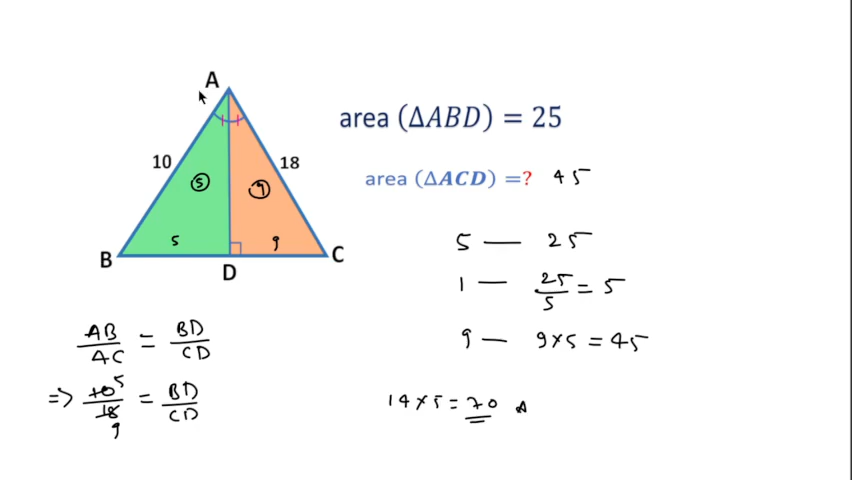 A
area (ΔABD) = 25
10
18
area (ΔACD) =? 45
5
9
5
9
B
D
C
5 — 25
1 — 25/5 = 5
9 — 9×5 = 45
AB/AC = BD/CD
=> 10/18 = BD/CD
5
9
14×5 = 70